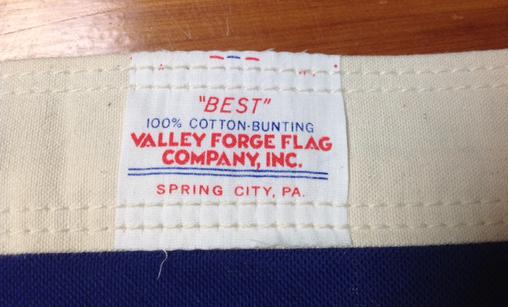 "BEST"
100% COTTON-BUNTING
VALLEY FORGE FLAG
COMPANY, INC.
SPRING CITY, PA.